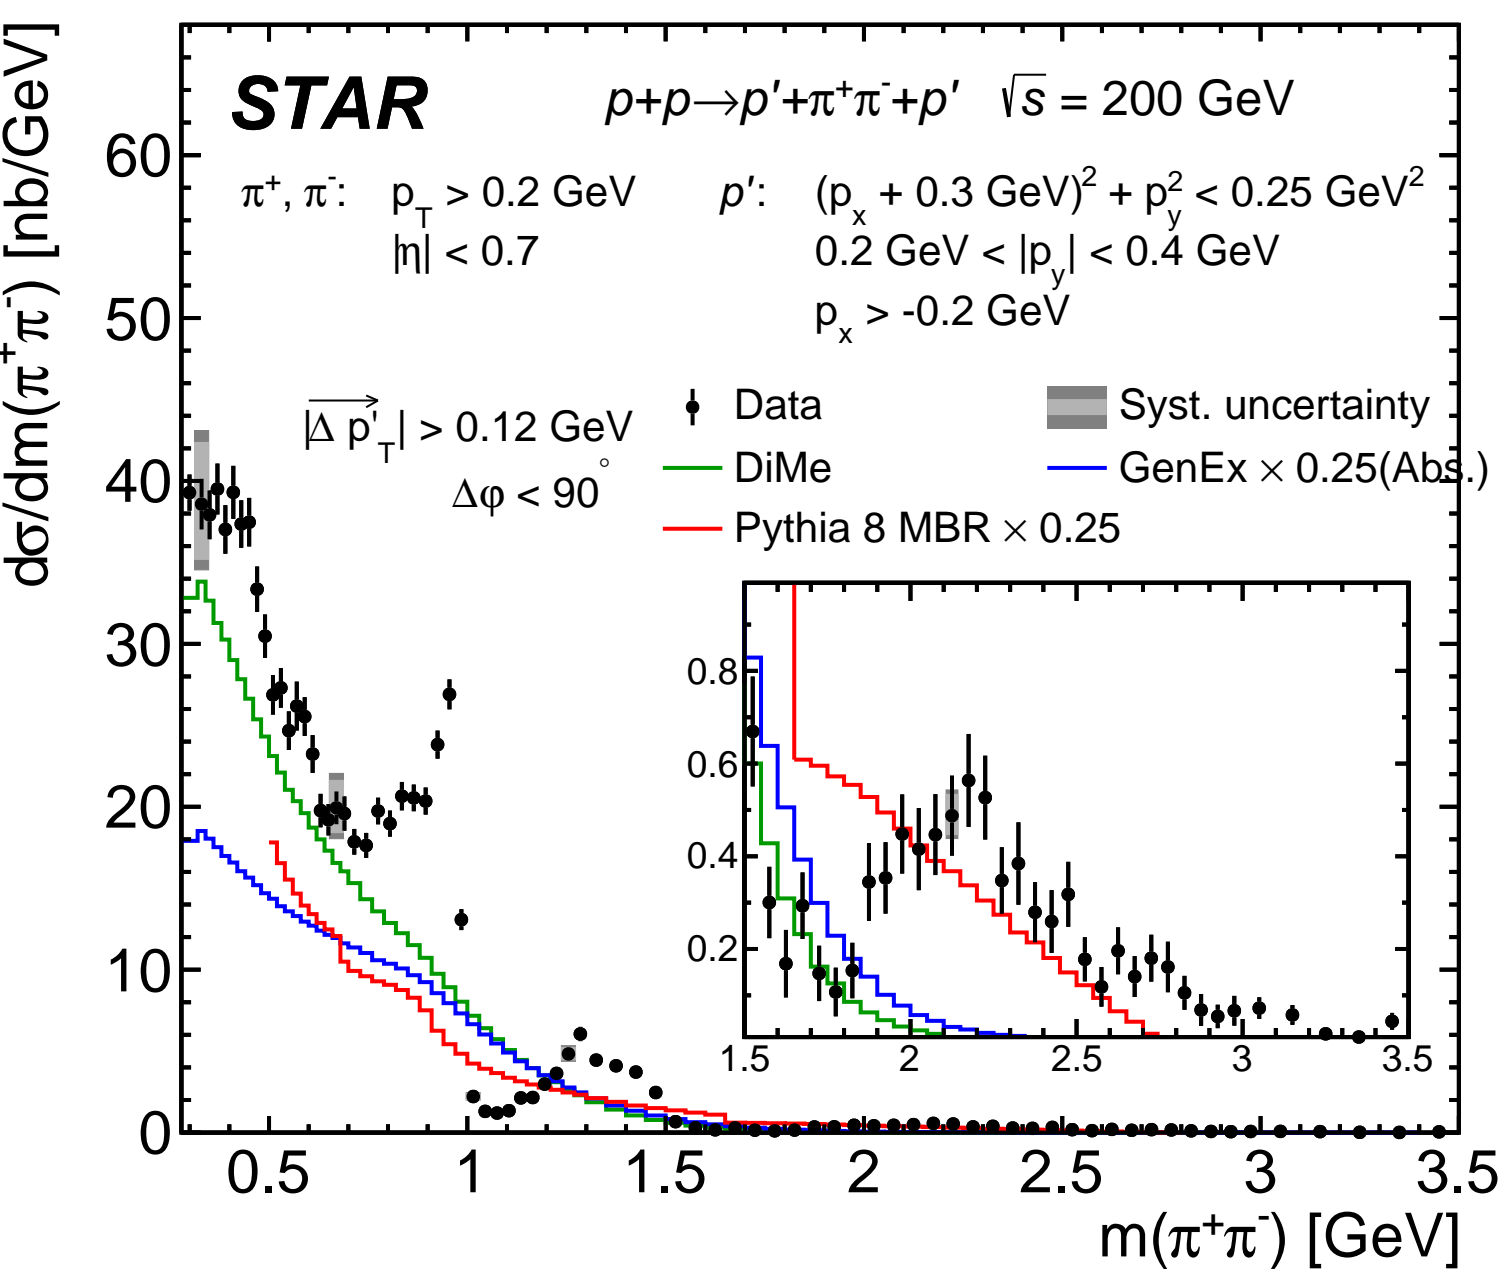 dσ/dm(π⁺π⁻) [nb/GeV]
STAR
p+p→p′+π⁺π⁻+p′ √s = 200 GeV
π⁺, π⁻: p_T > 0.2 GeV
|η| < 0.7
p′: (p_x + 0.3 GeV)² + p_y² < 0.25 GeV²
0.2 GeV < |p_y| < 0.4 GeV
p_x > -0.2 GeV
|Δ p'_T| > 0.12 GeV
Δφ < 90°
Data
Syst. uncertainty
DiMe
GenEx × 0.25(Abs.)
Pythia 8 MBR × 0.25
60
50
40
30
20
10
0
0.8
0.6
0.4
0.2
1.5 2 2.5 3 3.5
0.5 1 1.5 2 2.5 3 3.5
m(π⁺π⁻) [GeV]